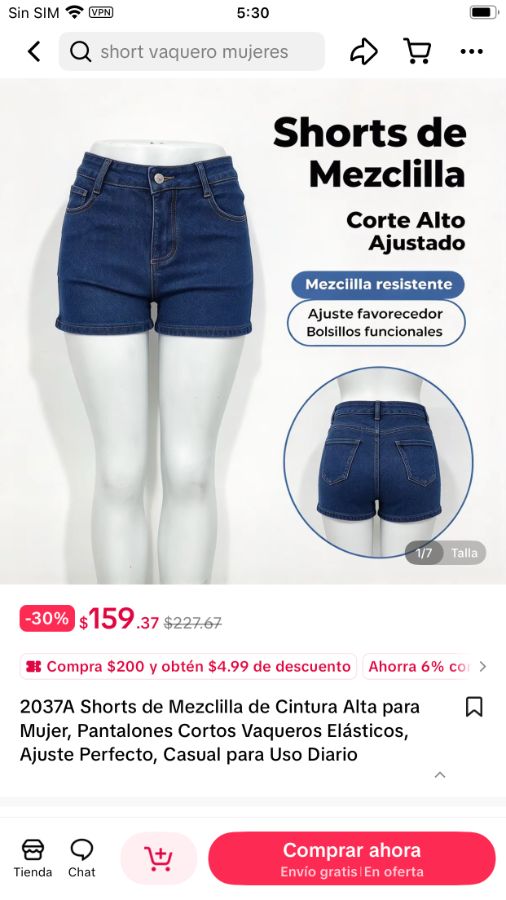 Sin SIM VPN 5:30
short vaquero mujeres
Shorts de
Mezclilla
Corte Alto
Ajustado
Mezciilla resistente
Ajuste favorecedor
Bolsillos funcionales
1/7 Talla
-30% $159.37 $227.67
Compra $200 y obtén $4.99 de descuento Ahorra 6% co
2037A Shorts de Mezclilla de Cintura Alta para
Mujer, Pantalones Cortos Vaqueros Elásticos,
Ajuste Perfecto, Casual para Uso Diario
Comprar ahora
Tienda Chat Envío gratis | En oferta